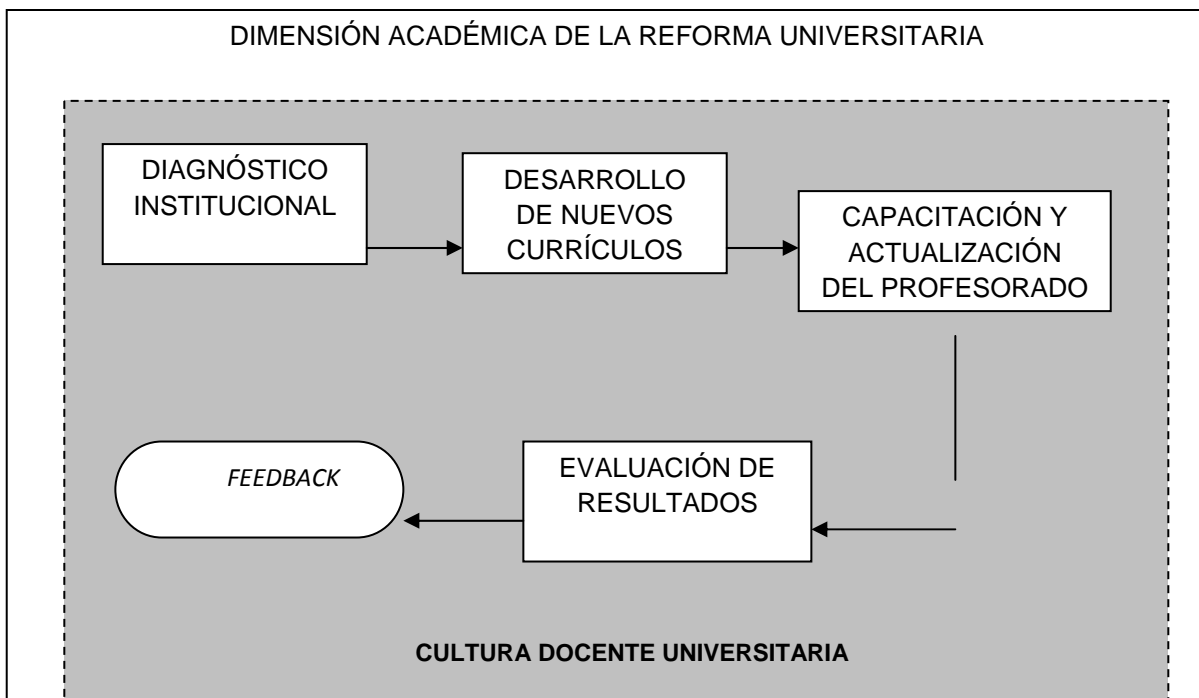 DIMENSIÓN ACADÉMICA DE LA REFORMA UNIVERSITARIA
DIAGNÓSTICO
INSTITUCIONAL
DESARROLLO
DE NUEVOS
CURRÍCULOS
CAPACITACIÓN Y
ACTUALIZACIÓN
DEL PROFESORADO
EVALUACIÓN DE
RESULTADOS
FEEDBACK
CULTURA DOCENTE UNIVERSITARIA